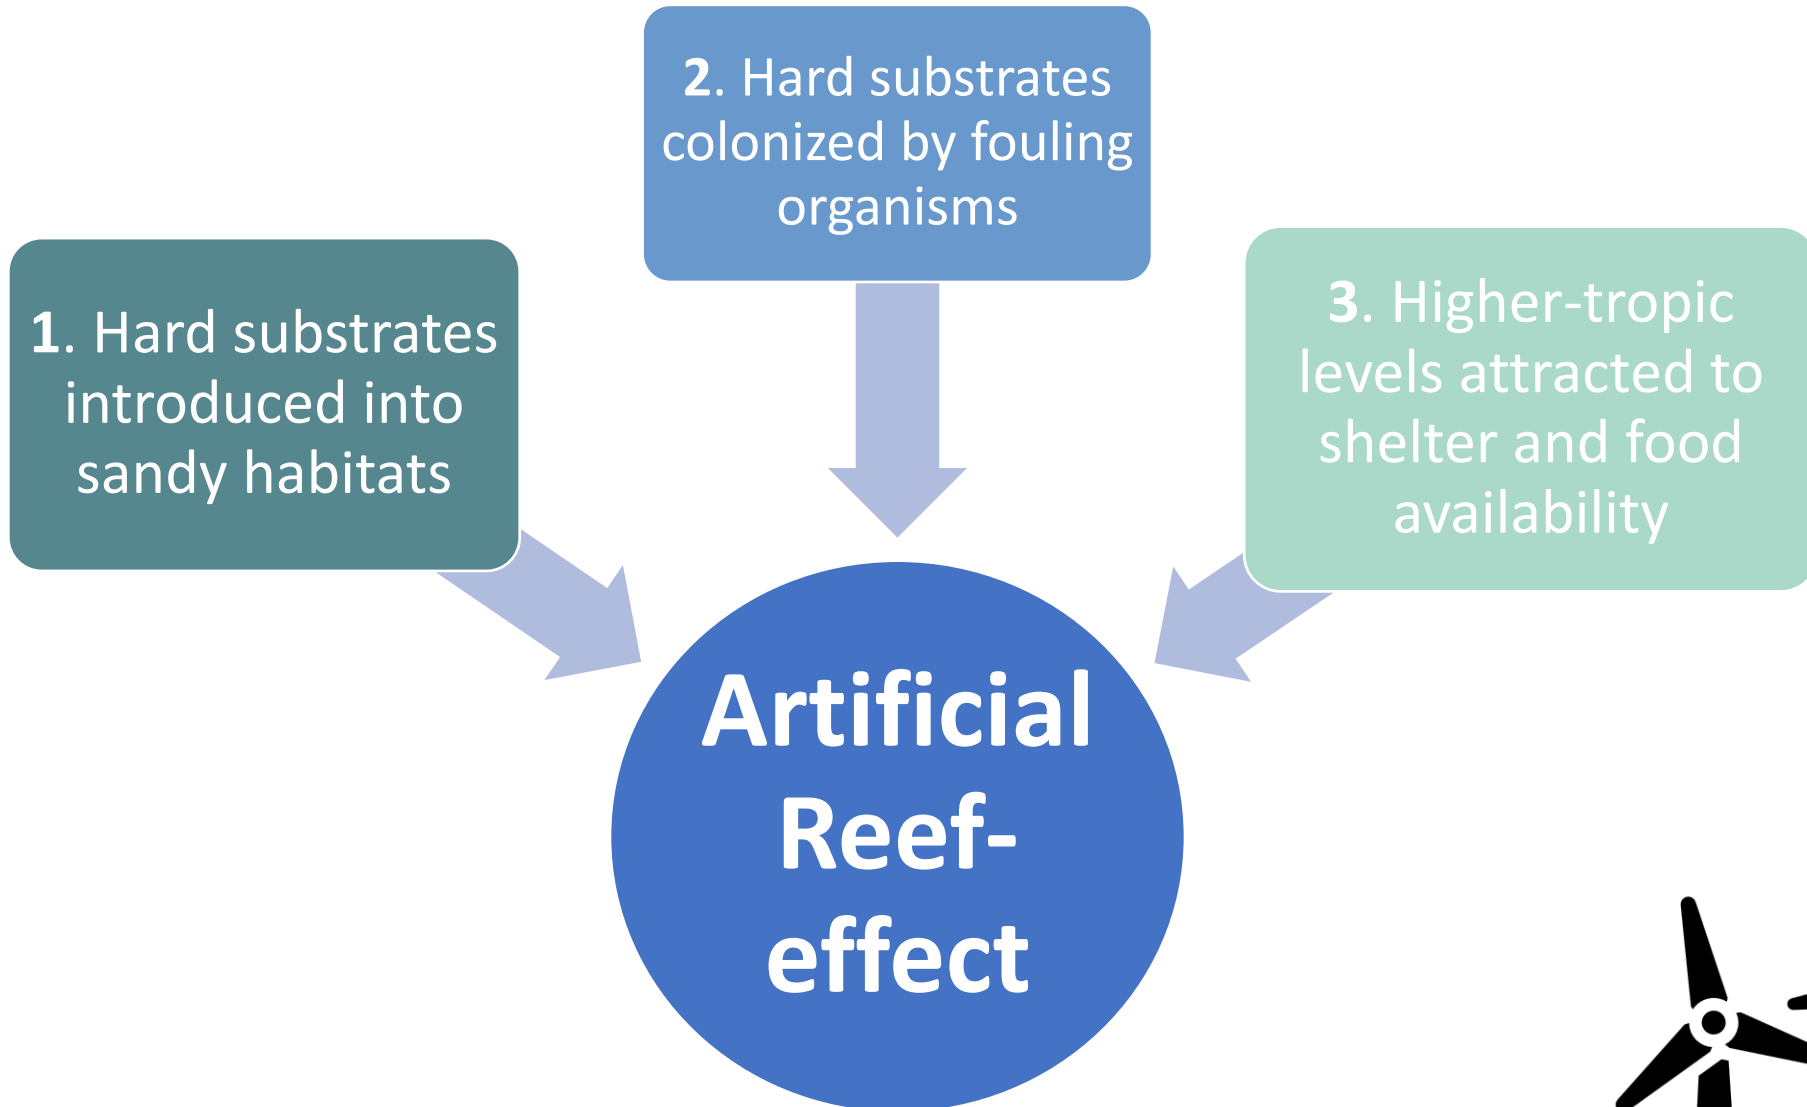 1. Hard substrates
introduced into
sandy habitats
2. Hard substrates
colonized by fouling
organisms
3. Higher-tropic
levels attracted to
shelter and food
availability
Artificial
Reef-
effect